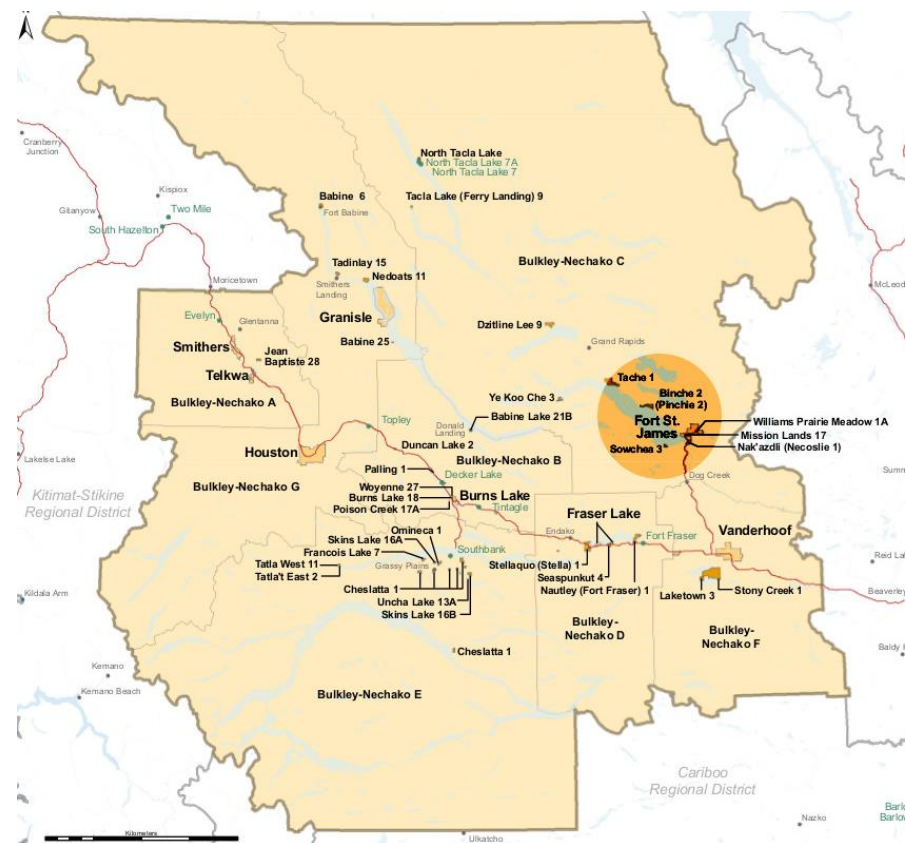 Cranberry
Junction
Kispiox
Gitanyow
Two Mile
South Hazelton
Moricetown
North Tacla Lake
North Tacla Lake 7A
North Tacla Lake 7
Babine 6
Fort Babine
Tacla Lake (Ferry Landing) 9
Bulkley-Nechako C
Tadinlay 15
Nedoats 11
Smithers
Landing
Granisle
Babine 25
Dzitline Lee 9
Grand Rapids
McLeod
Evelyn
Glentanna
Smithers
Jean
Baptiste 28
Telkwa
Bulkley-Nechako A
Tache 1
Binche 2
(Pinchie 2)
Fort St.
James
Sowchea 3
Williams Prairie Meadow 1A
Mission Lands 17
Nak'azdli (Necoslie 1)
Ye Koo Che 3
Babine Lake 21B
Topley
Donald
Landing
Duncan Lake 2
Bulkley-Nechako B
Houston
Lakelse Lake
Dog Creek
Summ
Palling 1
Decker Lake
Woyenne 27
Burns Lake 18
Poison Creek 17A
Burns Lake
Tintagle
Bulkley-Nechako G
Kitimat-Stikine
Regional District
Fraser Lake
Endako
Fort Fraser
Vanderhoof
Omineca 1
Skins Lake 16A
Francois Lake 7
Southbank
Tatla West 11
Grassy Plains
Tatla't East 2
Cheslatta 1
Uncha Lake 13A
Skins Lake 16B
Stellaquo (Stella) 1
Seaspunkut 4
Nautley (Fort Fraser) 1
Laketown 3
Stony Creek 1
Reid Lak
Beaverley
Kildala Arm
Bulkley-
Nechako D
Bulkley-
Nechako F
Cheslatta 1
Kemano
Kemano Beach
Baldy H
Bulkley-Nechako E
Cariboo
Regional District
Nazko
Barlo
Barlow
Kilometers
Ulkatcho